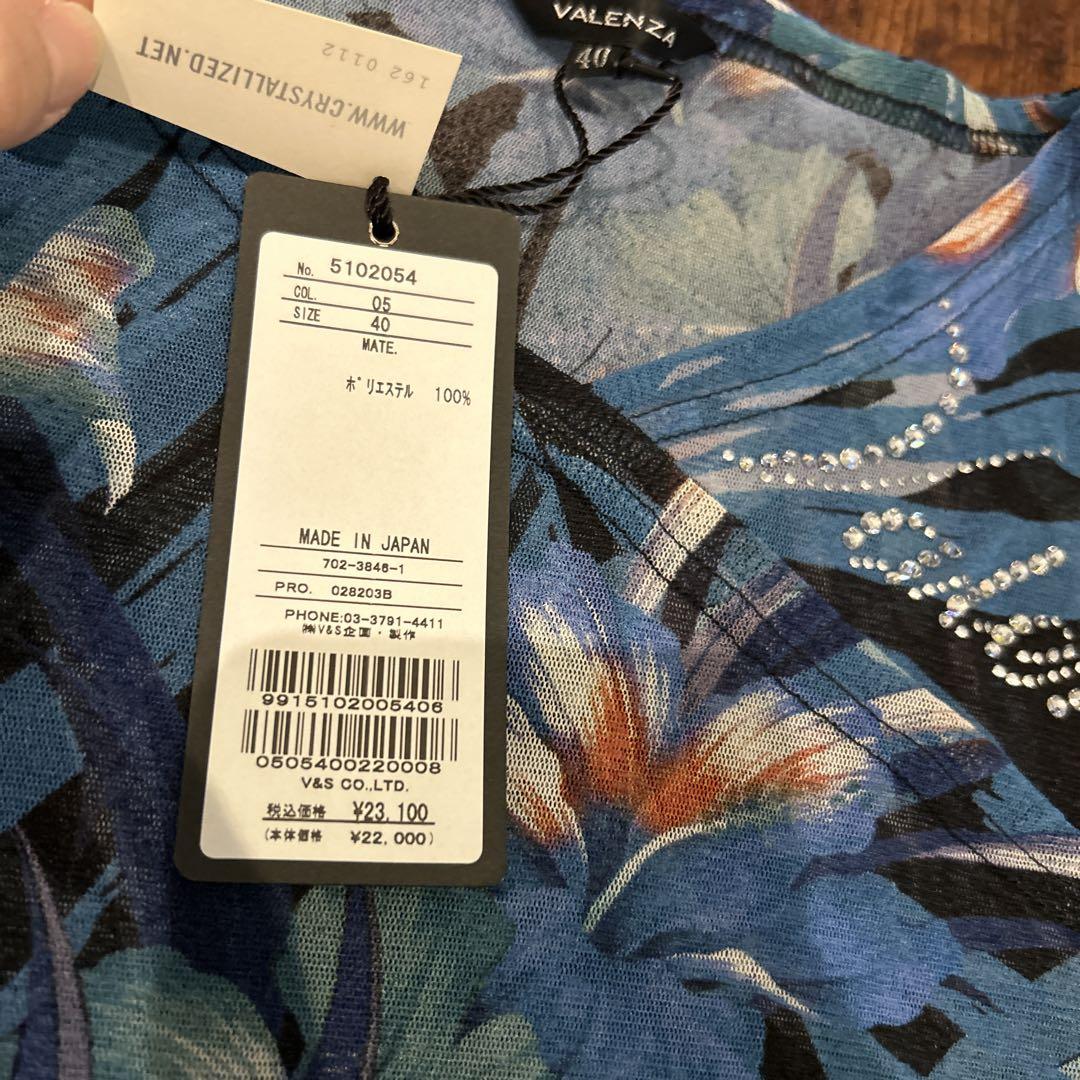 VALENZA
40
WWW.CRYSTALLIZED.NET
162 0112
No. 5102054
COL. 05
SIZE 40
MATE.
ポリエステル 100%
MADE IN JAPAN
702-3846-1
PRO. 028203B
PHONE:03-3791-4411
㈱V&S企画・製作
9915102005406
0505400220008
V&S CO.,LTD.
税込価格 ¥23,100
(本体価格 ¥22,000)